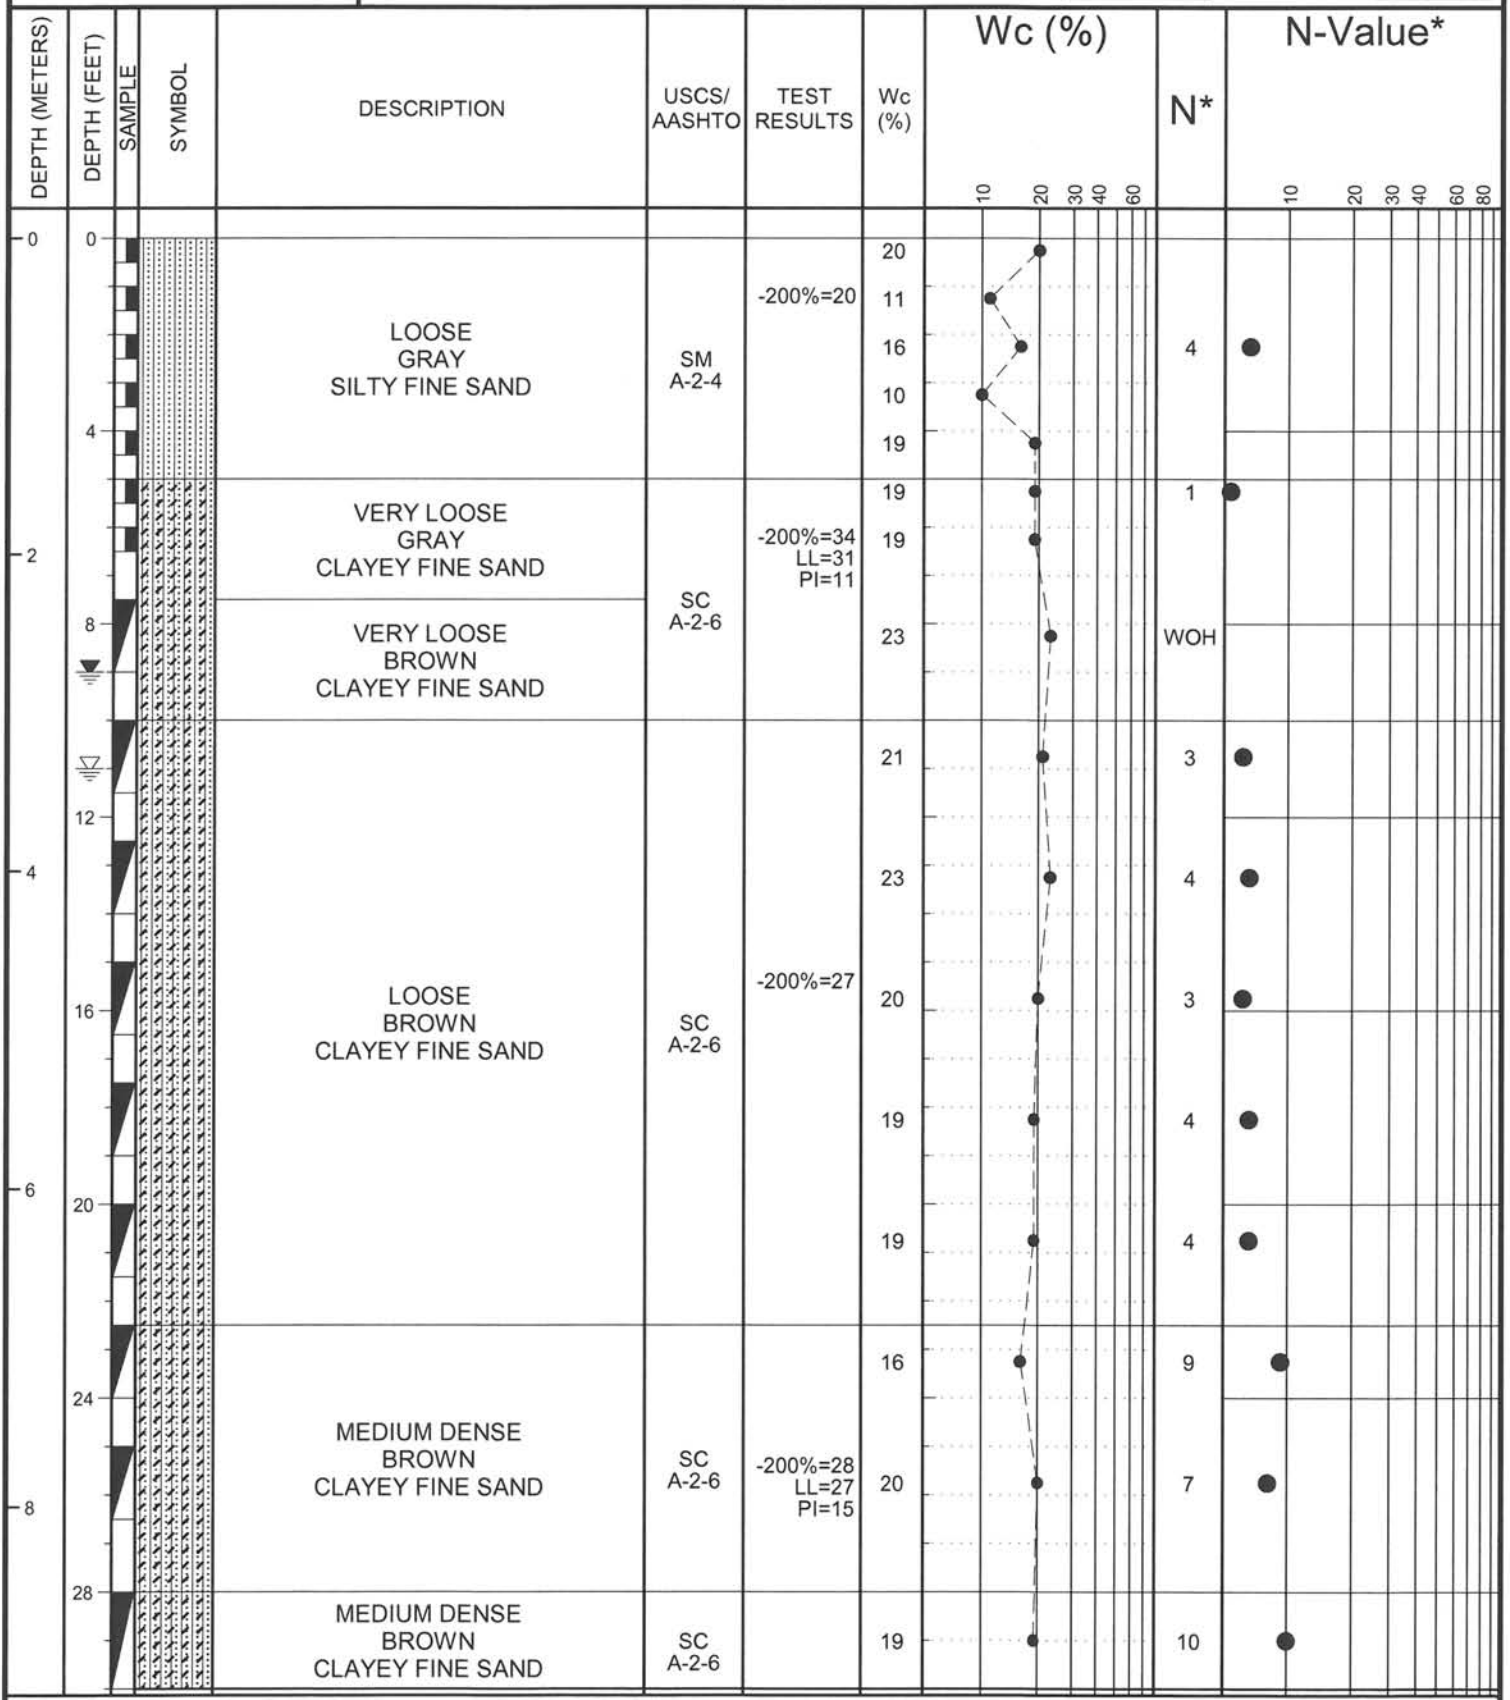 DEPTH (METERS)
DEPTH (FEET)
SAMPLE
SYMBOL
DESCRIPTION
USCS/
AASHTO
TEST
RESULTS
Wc
(%)
Wc (%)
10 20 30 40 60
N*
N-Value*
10 20 30 40 60 80
0 0
20
-200%=20 11
LOOSE
GRAY
SILTY FINE SAND
SM
A-2-4
16 4
10
4
19
VERY LOOSE
GRAY
CLAYEY FINE SAND
19 1
2
-200%=34
LL=31
PI=11
19
SC
A-2-6
8
VERY LOOSE
BROWN
CLAYEY FINE SAND
23 WOH
21 3
12
4
23 4
-200%=27
20 3
16
LOOSE
BROWN
CLAYEY FINE SAND
SC
A-2-6
19 4
6
20
19 4
16 9
24
MEDIUM DENSE
BROWN
CLAYEY FINE SAND
SC
A-2-6
-200%=28
LL=27
PI=15
20 7
8
28
MEDIUM DENSE
BROWN
CLAYEY FINE SAND
SC
A-2-6
19 10